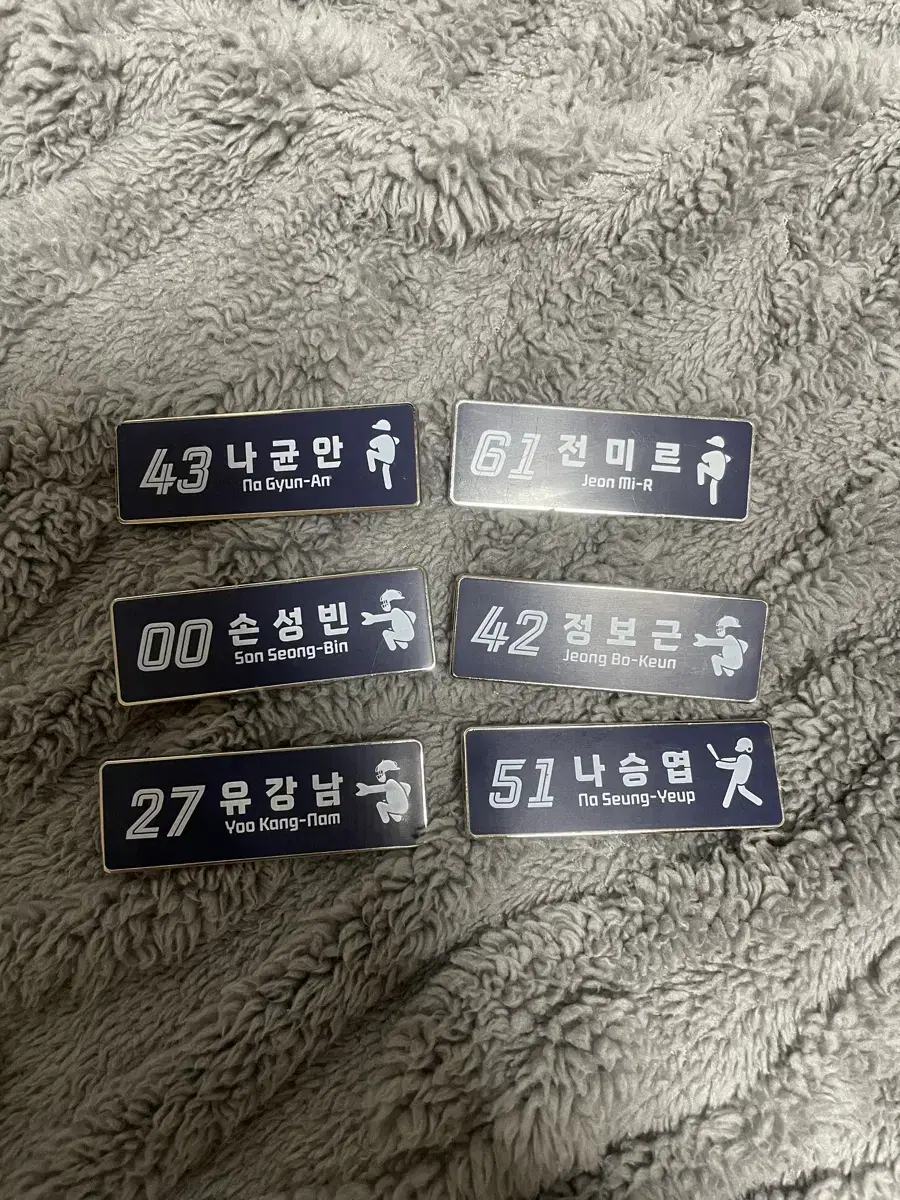 43 나균안
Na Gyun-An
61 전미르
Jeon Mi-R
00 손성빈
Son Seong-Bin
42 정보근
Jeong Bo-Keun
27 유강남
Yoo Kang-Nam
51 나승엽
Na Seung-Yeup